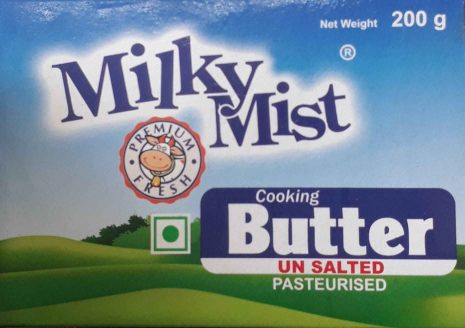 Net Weight 200 g
Milky
Mist
®
PREMIUM
FRESH
Cooking
Butter
UN SALTED
PASTEURISED